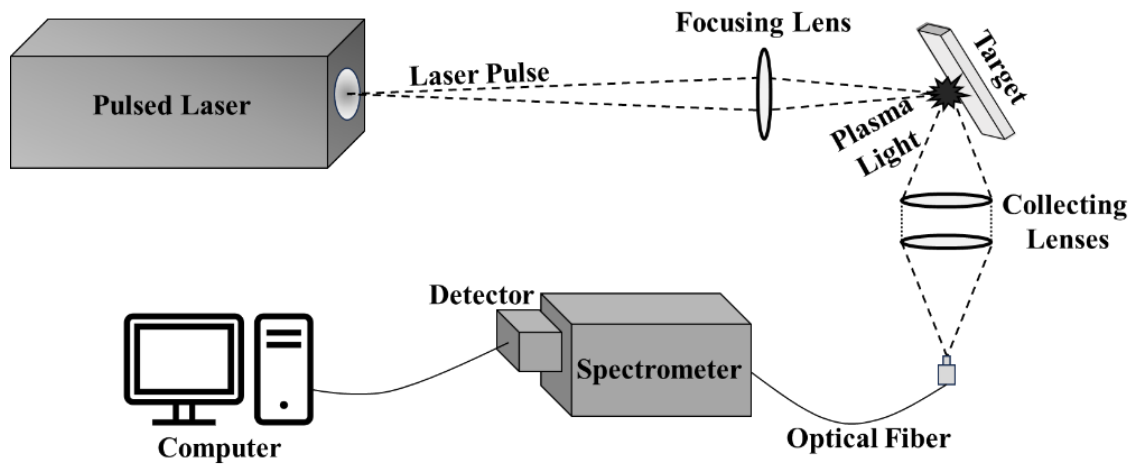 Focusing Lens
Laser Pulse
Target
Pulsed Laser
Plasma
Light
Collecting
Lenses
Detector
Spectrometer
Optical Fiber
Computer